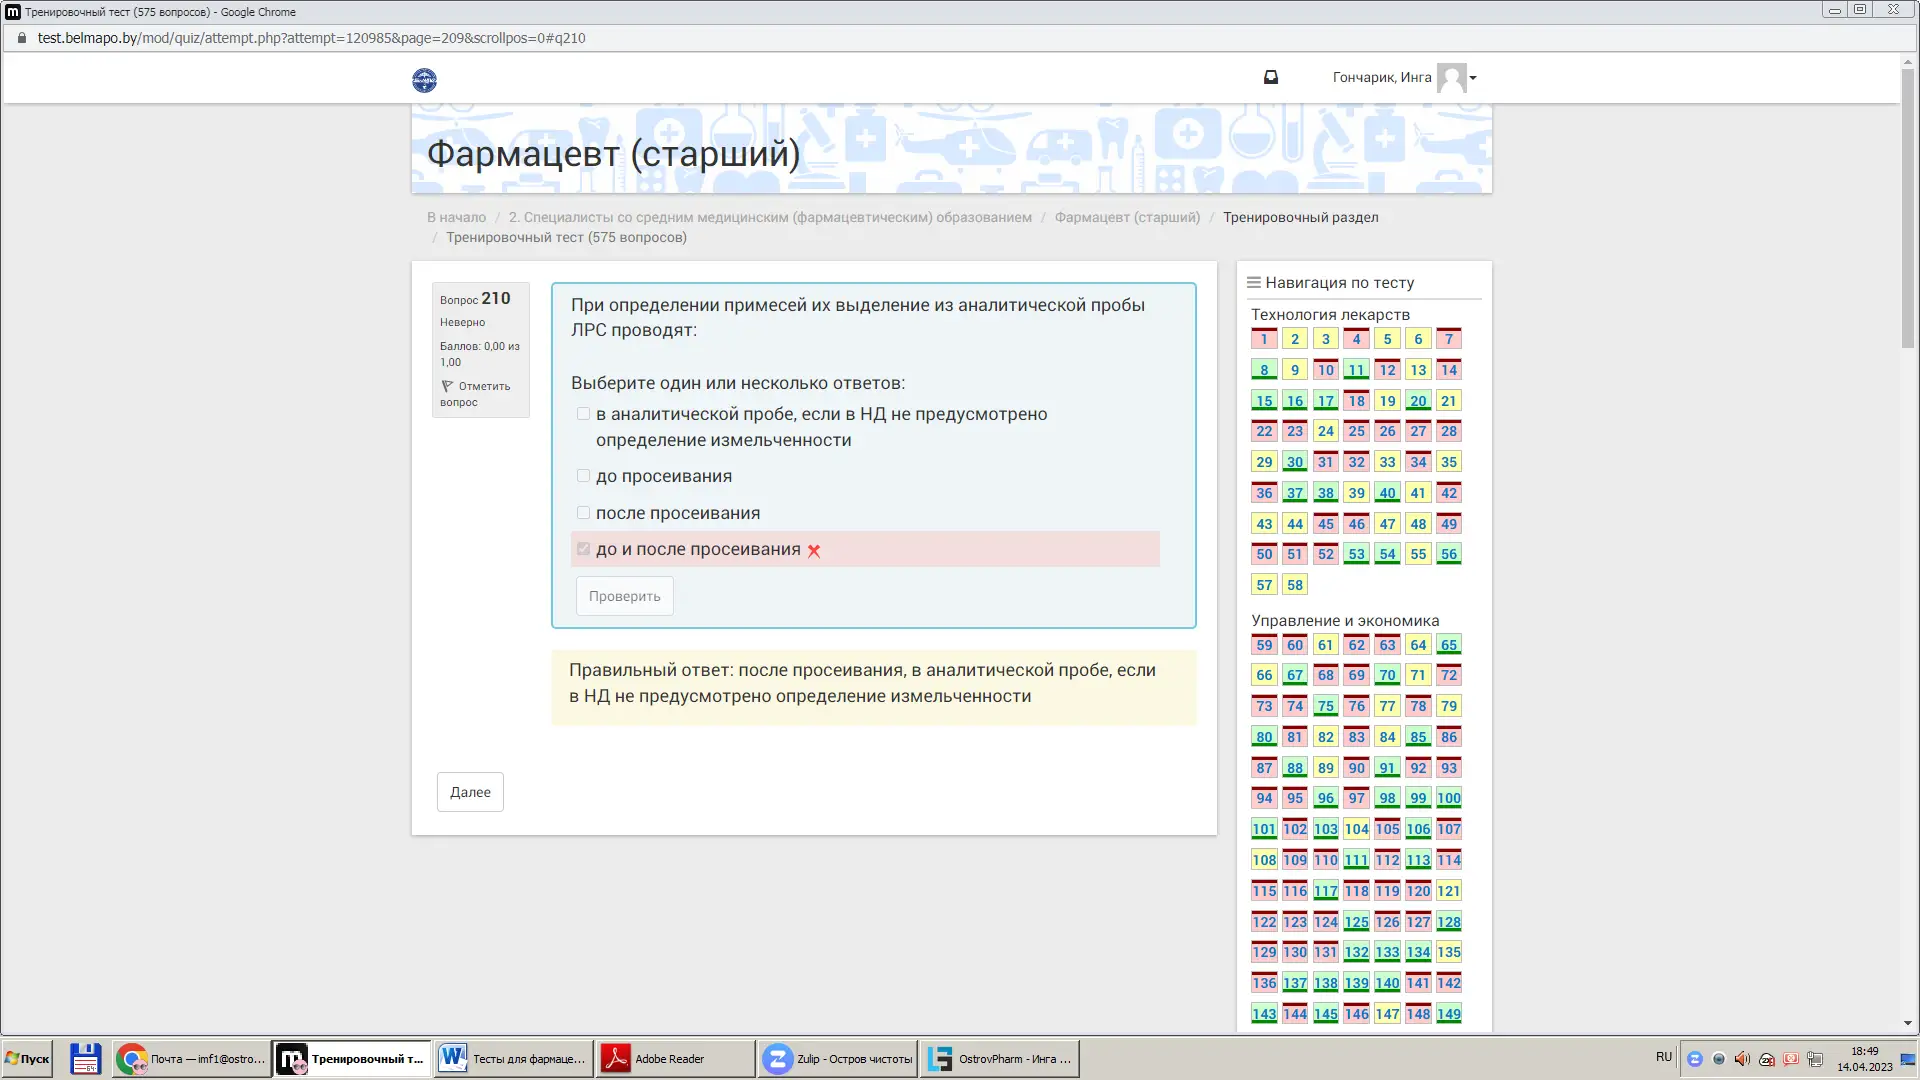 Тренировочный тест (575 вопросов) - Google Chrome
test.belmapo.by/mod/quiz/attempt.php?attempt=120985&page=209&scrollpos=0#q210
Гончарик, Инга
Фармацевт (старший)
В начало / 2. Специалисты со средним медицинским (фармацевтическим) образованием / Фармацевт (старший) / Тренировочный раздел
/ Тренировочный тест (575 вопросов)
Вопрос 210
Неверно
Баллов: 0,00 из
1,00
Отметить
вопрос
При определении примесей их выделение из аналитической пробы
ЛРС проводят:
Выберите один или несколько ответов:
в аналитической пробе, если в НД не предусмотрено
определение измельченности
до просеивания
после просеивания
до и после просеивания
Проверить
Правильный ответ: после просеивания, в аналитической пробе, если
в НД не предусмотрено определение измельченности
Далее
Навигация по тесту
Технология лекарств
1 2 3 4 5 6 7
8 9 10 11 12 13 14
15 16 17 18 19 20 21
22 23 24 25 26 27 28
29 30 31 32 33 34 35
36 37 38 39 40 41 42
43 44 45 46 47 48 49
50 51 52 53 54 55 56
57 58
Управление и экономика
59 60 61 62 63 64 65
66 67 68 69 70 71 72
73 74 75 76 77 78 79
80 81 82 83 84 85 86
87 88 89 90 91 92 93
94 95 96 97 98 99 100
101 102 103 104 105 106 107
108 109 110 111 112 113 114
115 116 117 118 119 120 121
122 123 124 125 126 127 128
129 130 131 132 133 134 135
136 137 138 139 140 141 142
143 144 145 146 147 148 149
Пуск
Почта — imf1@ostro...
Тренировочный т...
Тесты для фармаце...
Adobe Reader
Zulip - Остров чистоты
OstrovPharm - Инга ...
RU
18:49
14.04.2023